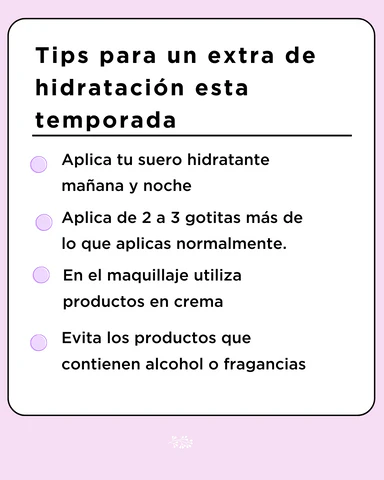 Tips para un extra de
hidratación esta
temporada
Aplica tu suero hidratante
mañana y noche
Aplica de 2 a 3 gotitas más de
lo que aplicas normalmente.
En el maquillaje utiliza
productos en crema
Evita los productos que
contienen alcohol o fragancias